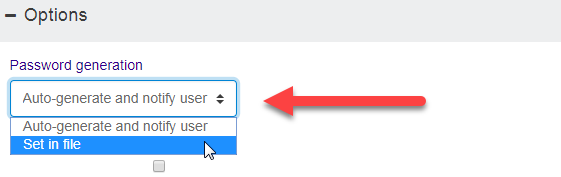 Options
Password generation
Auto-generate and notify user
Auto-generate and notify user
Set in file